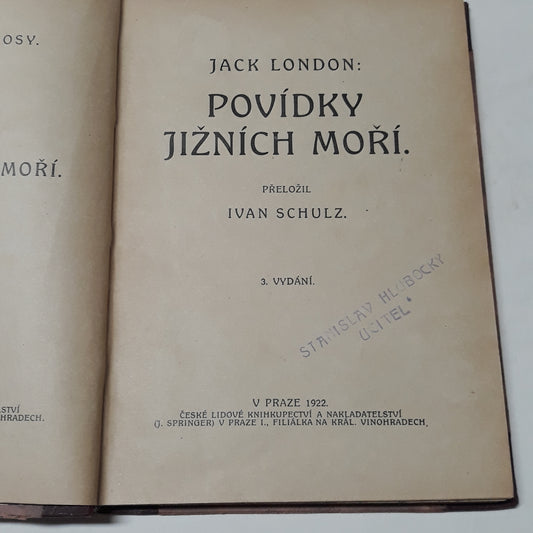 OSY.
MOŘÍ.
STVÍ
HRADECH.
JACK LONDON:
POVÍDKY
JIŽNÍCH MOŘÍ.
PŘELOŽIL
IVAN SCHULZ.
3. VYDÁNÍ.
STANISLAV HLUBOCKÝ
UČITEL
V PRAZE 1922.
ČESKÉ LIDOVÉ KNIHKUPECTVÍ A NAKLADATELSTVÍ
(J. SPRINGER) V PRAZE I., FILIÁLKA NA KRÁL. VINOHRADECH.